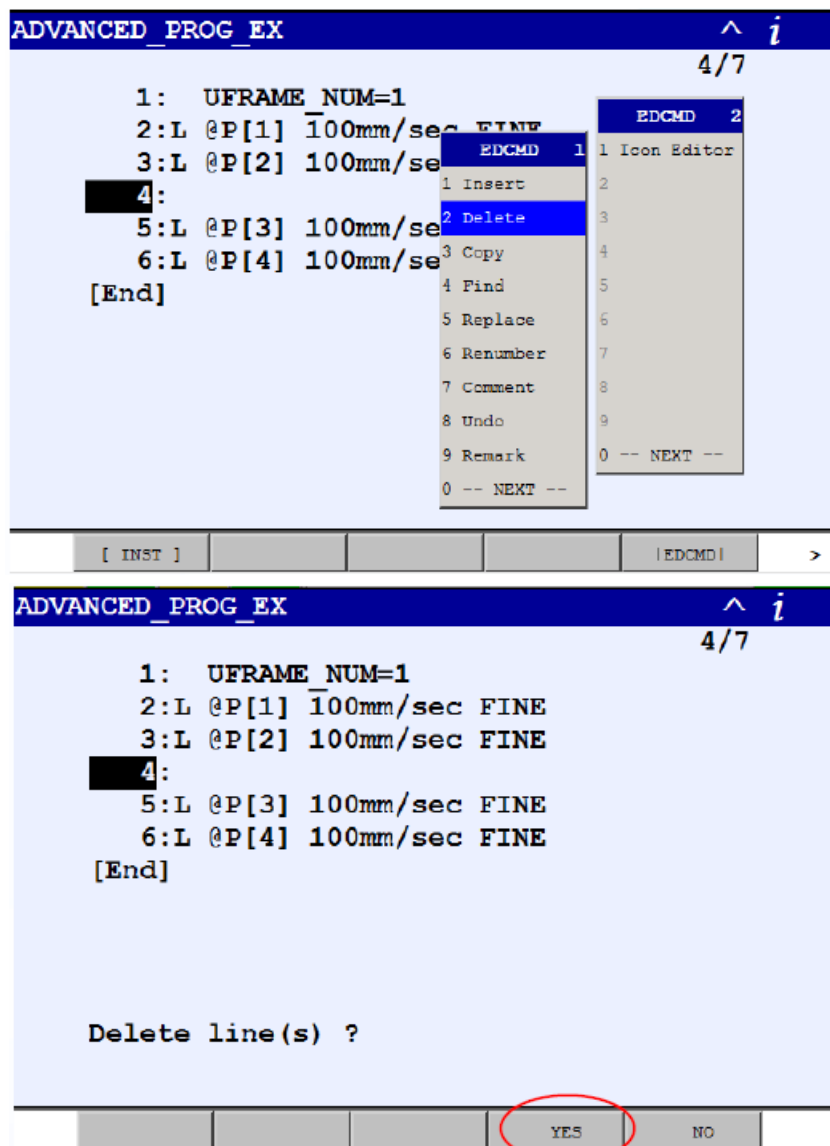 ADVANCED_PROG_EX ^ i
4/7
1: UFRAME_NUM=1
2:L @P[1] 100mm/sec FINE
3:L @P[2] 100mm/se
4:
5:L @P[3] 100mm/se
6:L @P[4] 100mm/se
[End]
EDCMD 1
1 Insert
2 Delete
3 Copy
4 Find
5 Replace
6 Renumber
7 Comment
8 Undo
9 Remark
0 -- NEXT --
EDCMD 2
1 Icon Editor
2
3
4
5
6
7
8
9
0 -- NEXT --
[ INST ] |EDCMD| >
ADVANCED_PROG_EX ^ i
4/7
1: UFRAME_NUM=1
2:L @P[1] 100mm/sec FINE
3:L @P[2] 100mm/sec FINE
4:
5:L @P[3] 100mm/sec FINE
6:L @P[4] 100mm/sec FINE
[End]
Delete line(s) ?
YES NO